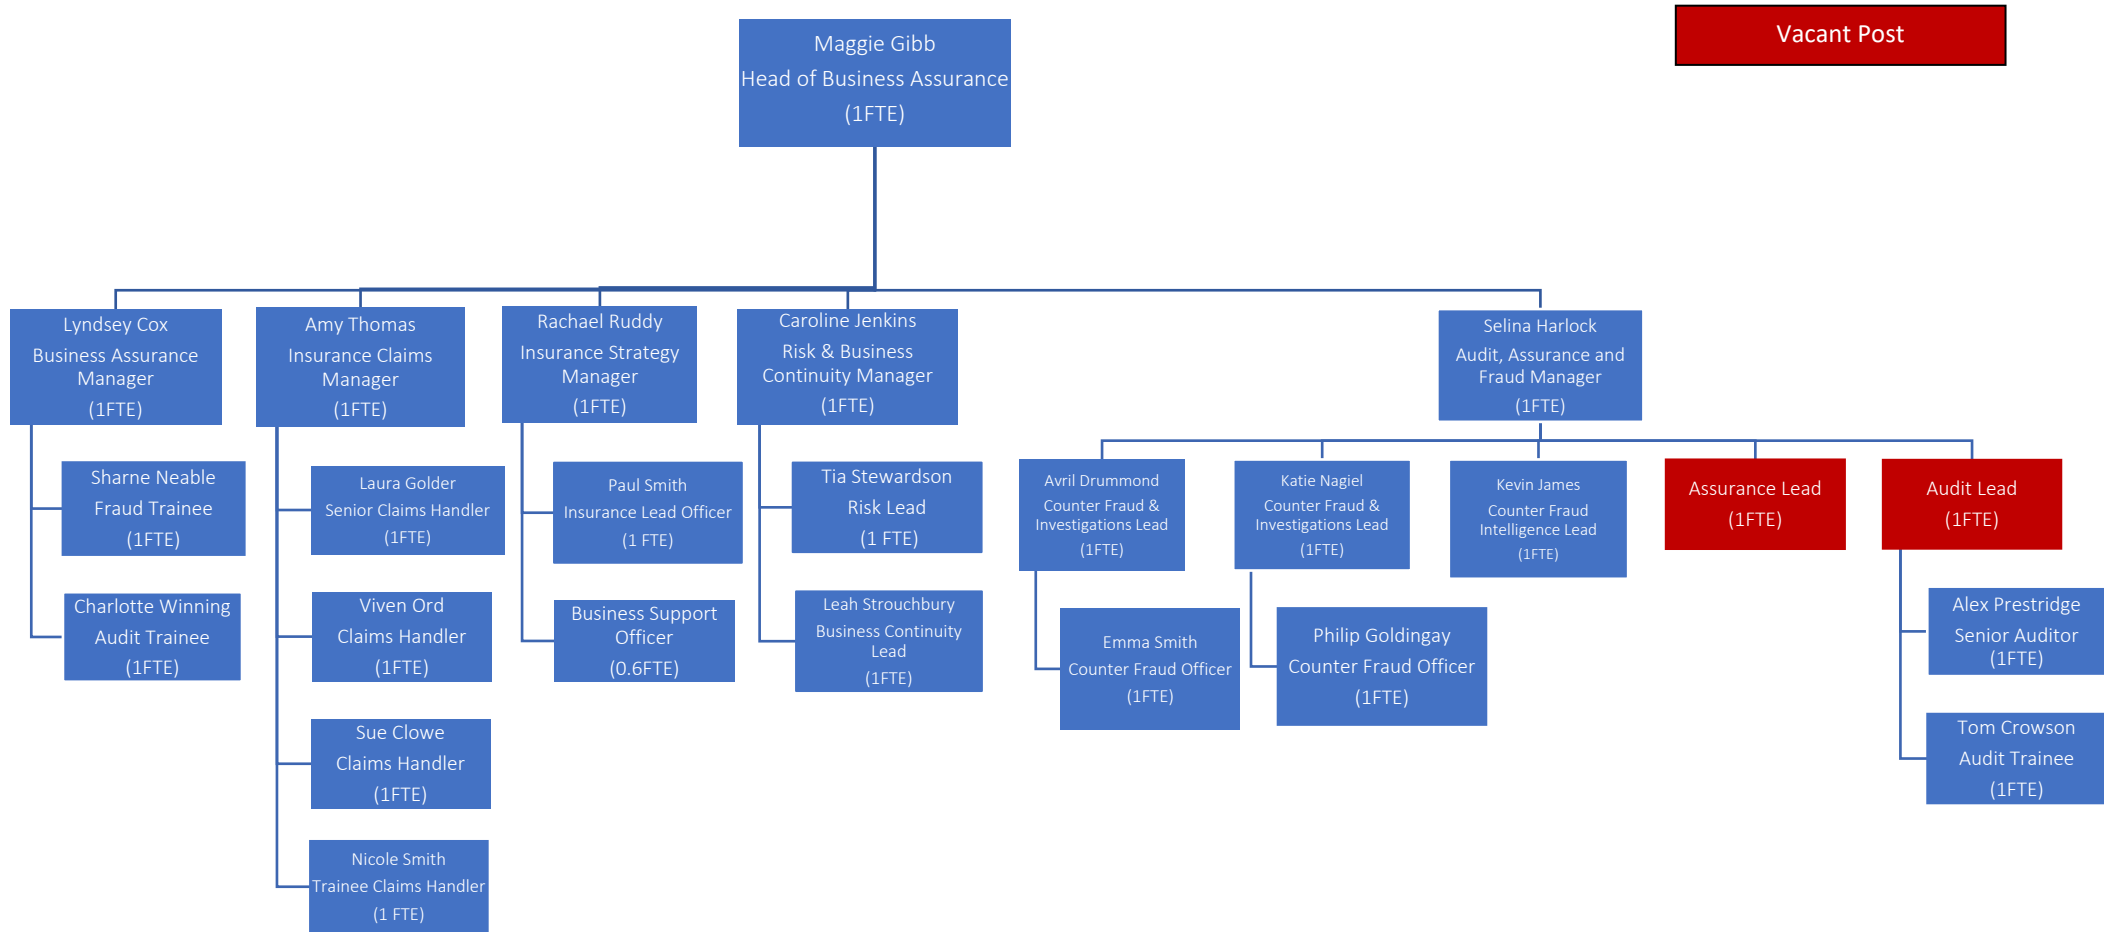 Vacant Post
Maggie Gibb
Head of Business Assurance
(1FTE)
Lyndsey Cox
Business Assurance
Manager
(1FTE)
Sharne Neable
Fraud Trainee
(1FTE)
Charlotte Winning
Audit Trainee
(1FTE)
Amy Thomas
Insurance Claims
Manager
(1FTE)
Laura Golder
Senior Claims Handler
(1FTE)
Viven Ord
Claims Handler
(1FTE)
Sue Clowe
Claims Handler
(1FTE)
Nicole Smith
Trainee Claims Handler
(1 FTE)
Rachael Ruddy
Insurance Strategy
Manager
(1FTE)
Paul Smith
Insurance Lead Officer
(1 FTE)
Business Support
Officer
(0.6FTE)
Caroline Jenkins
Risk & Business
Continuity Manager
(1FTE)
Tia Stewardson
Risk Lead
(1 FTE)
Leah Strouchbury
Business Continuity
Lead
(1FTE)
Selina Harlock
Audit, Assurance and
Fraud Manager
(1FTE)
Avril Drummond
Counter Fraud &
Investigations Lead
(1FTE)
Emma Smith
Counter Fraud Officer
(1FTE)
Katie Nagiel
Counter Fraud &
Investigations Lead
(1FTE)
Philip Goldingay
Counter Fraud Officer
(1FTE)
Kevin James
Counter Fraud
Intelligence Lead
(1FTE)
Assurance Lead
(1FTE)
Audit Lead
(1FTE)
Alex Prestridge
Senior Auditor
(1FTE)
Tom Crowson
Audit Trainee
(1FTE)